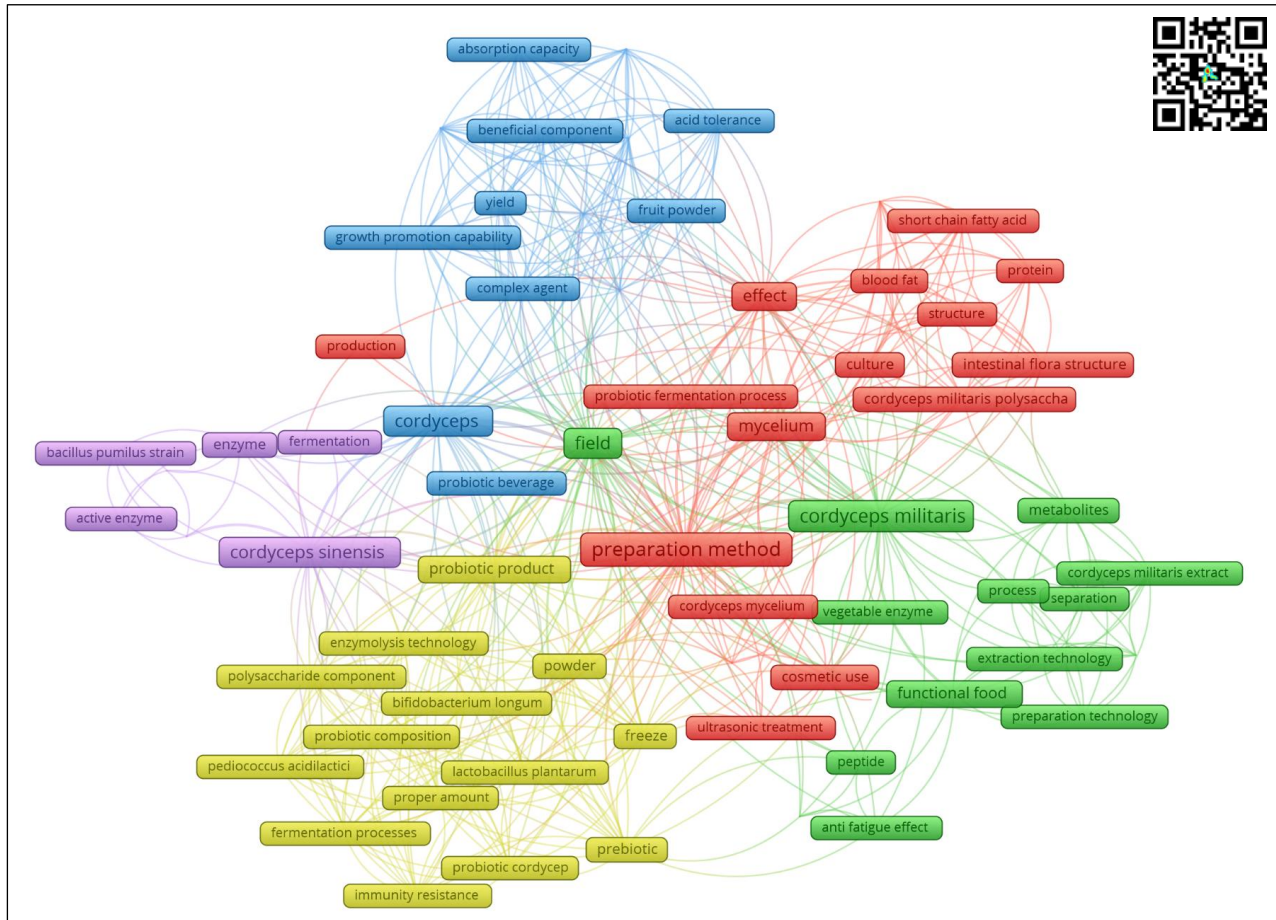 absorption capacity
acid tolerance
beneficial component
yield
fruit powder
growth promotion capability
complex agent
short chain fatty acid
protein
blood fat
effect
structure
production
culture
intestinal flora structure
probiotic fermentation process
cordyceps militaris polysaccha
cordyceps
mycelium
field
enzyme
fermentation
bacillus pumilus strain
probiotic beverage
active enzyme
cordyceps militaris
metabolites
cordyceps sinensis
preparation method
probiotic product
cordyceps militaris extract
process
separation
cordyceps mycelium
vegetable enzyme
enzymolysis technology
powder
extraction technology
polysaccharide component
cosmetic use
functional food
bifidobacterium longum
preparation technology
ultrasonic treatment
probiotic composition
freeze
pediococcus acidilactici
lactobacillus plantarum
peptide
proper amount
anti fatigue effect
fermentation processes
prebiotic
probiotic cordycep
immunity resistance